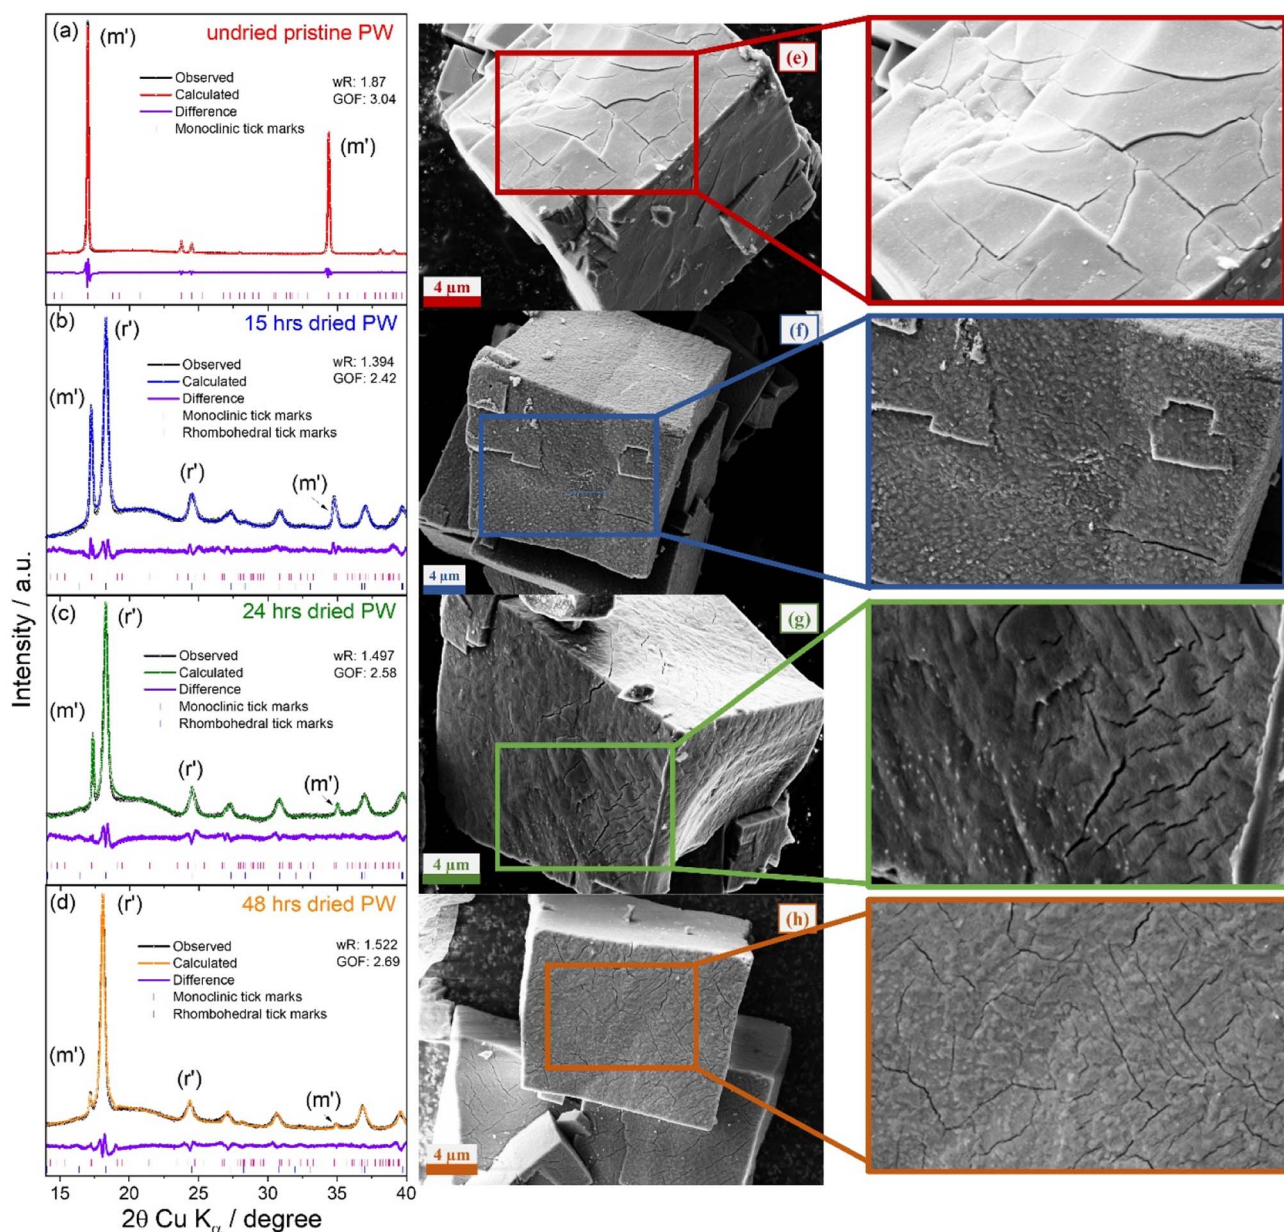 (a)
undried pristine PW
(m')
Observed
Calculated
Difference
Monoclinic tick marks
wR: 1.87
GOF: 3.04
(m')
(b)
15 hrs dried PW
(r')
Observed
Calculated
Difference
Monoclinic tick marks
Rhombohedral tick marks
wR: 1.394
GOF: 2.42
(m')
(r')
(m')
(c)
24 hrs dried PW
(r')
Observed
Calculated
Difference
Monoclinic tick marks
Rhombohedral tick marks
wR: 1.497
GOF: 2.58
(m')
(r')
(m')
(d)
48 hrs dried PW
(r')
Observed
Calculated
Difference
Monoclinic tick marks
Rhombohedral tick marks
wR: 1.522
GOF: 2.69
(m')
(r')
(m')
15 20 25 30 35 40
2θ Cu Kα / degree
Intensity / a.u.
(e)
4 µm
(f)
4 µm
(g)
4 µm
(h)
4 µm